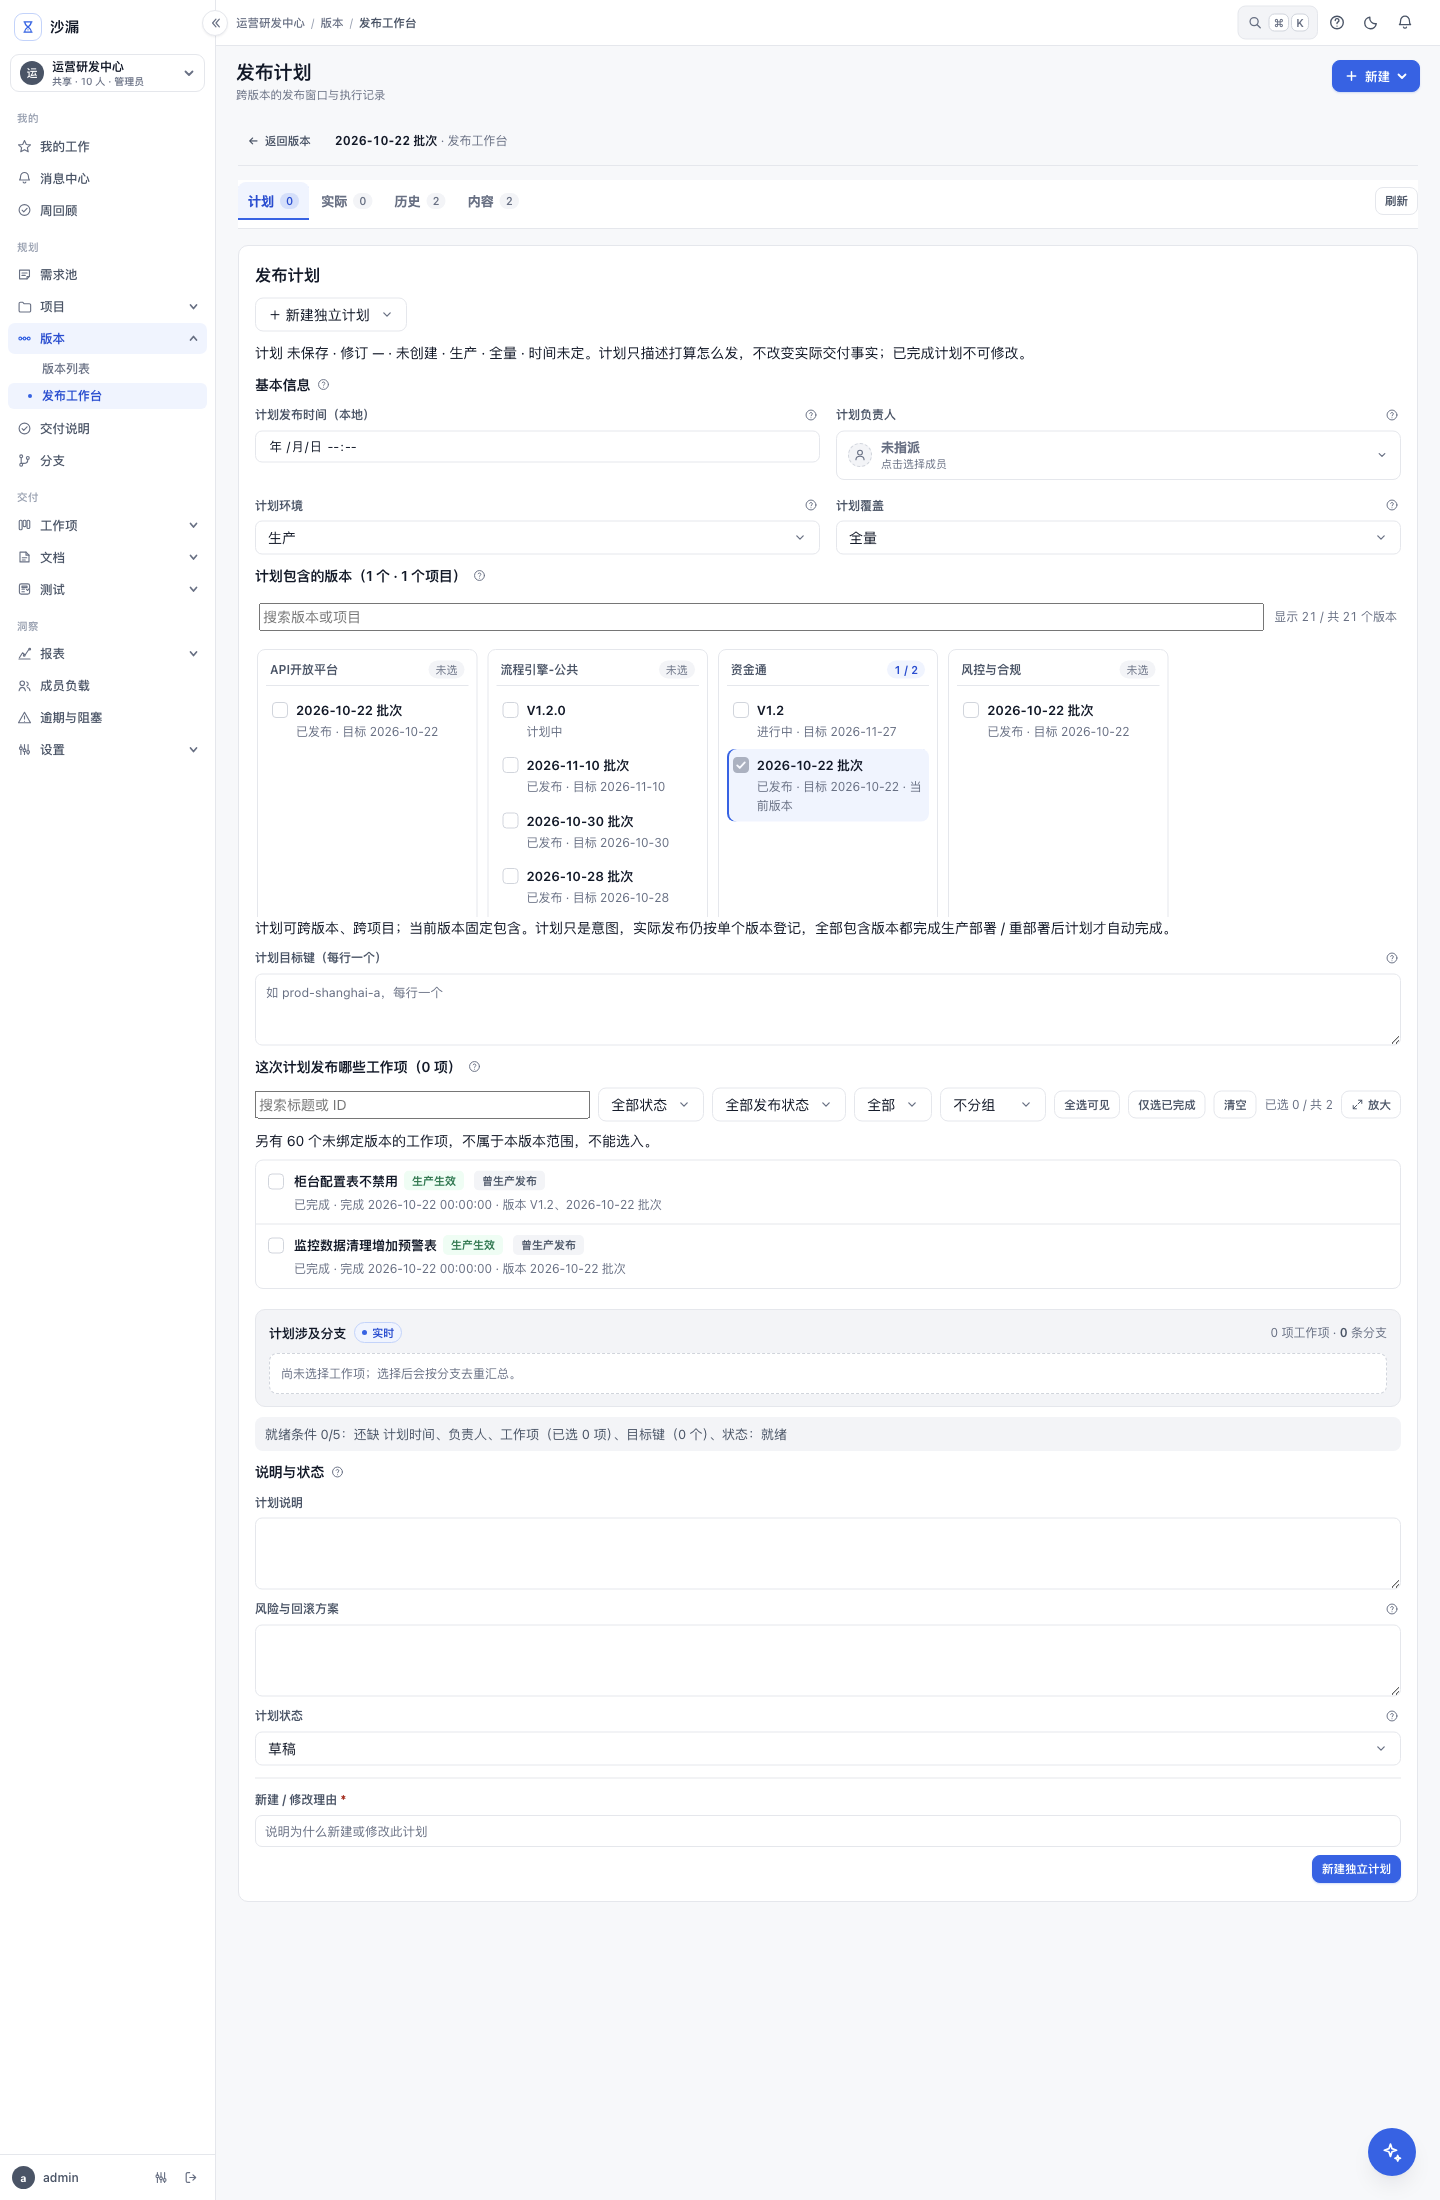 沙漏
运
运营研发中心
共享 · 10 人 · 管理员
我的
我的工作
消息中心
周回顾
规划
需求池
项目
版本
版本列表
发布工作台
交付说明
分支
交付
工作项
文档
测试
洞察
报表
成员负载
逾期与阻塞
设置
a admin
运营研发中心 / 版本 / 发布工作台
⌘ K
发布计划
跨版本的发布窗口与执行记录
+ 新建
← 返回版本
2026-10-22 批次 · 发布工作台
计划 0
实际 0
历史 2
内容 2
刷新
发布计划
+ 新建独立计划
计划 未保存 · 修订 — · 未创建 · 生产 · 全量 · 时间未定。计划只描述打算怎么发，不改变实际交付事实；已完成计划不可修改。
基本信息
计划发布时间（本地）
年 /月/日 --:--
计划负责人
未指派
点击选择成员
计划环境
生产
计划覆盖
全量
计划包含的版本（1 个 · 1 个项目）
搜索版本或项目
显示 21 / 共 21 个版本
API开放平台 未选
2026-10-22 批次
已发布 · 目标 2026-10-22
流程引擎-公共 未选
V1.2.0
计划中
2026-11-10 批次
已发布 · 目标 2026-11-10
2026-10-30 批次
已发布 · 目标 2026-10-30
2026-10-28 批次
已发布 · 目标 2026-10-28
资金通 1 / 2
V1.2
进行中 · 目标 2026-11-27
2026-10-22 批次
已发布 · 目标 2026-10-22 · 当
前版本
风控与合规 未选
2026-10-22 批次
已发布 · 目标 2026-10-22
计划可跨版本、跨项目；当前版本固定包含。计划只是意图，实际发布仍按单个版本登记，全部包含版本都完成生产部署 / 重部署后计划才自动完成。
计划目标键（每行一个）
如 prod-shanghai-a，每行一个
这次计划发布哪些工作项（0 项）
搜索标题或 ID
全部状态
全部发布状态
全部
不分组
全选可见
仅选已完成
清空
已选 0 / 共 2
放大
另有 60 个未绑定版本的工作项，不属于本版本范围，不能选入。
柜台配置表不禁用 生产生效 曾生产发布
已完成 · 完成 2026-10-22 00:00:00 · 版本 V1.2、2026-10-22 批次
监控数据清理增加预警表 生产生效 曾生产发布
已完成 · 完成 2026-10-22 00:00:00 · 版本 2026-10-22 批次
计划涉及分支 实时
0 项工作项 · 0 条分支
尚未选择工作项；选择后会按分支去重汇总。
就绪条件 0/5：还缺 计划时间、负责人、工作项（已选 0 项）、目标键（0 个）、状态：就绪
说明与状态
计划说明
风险与回滚方案
计划状态
草稿
新建 / 修改理由 *
说明为什么新建或修改此计划
新建独立计划